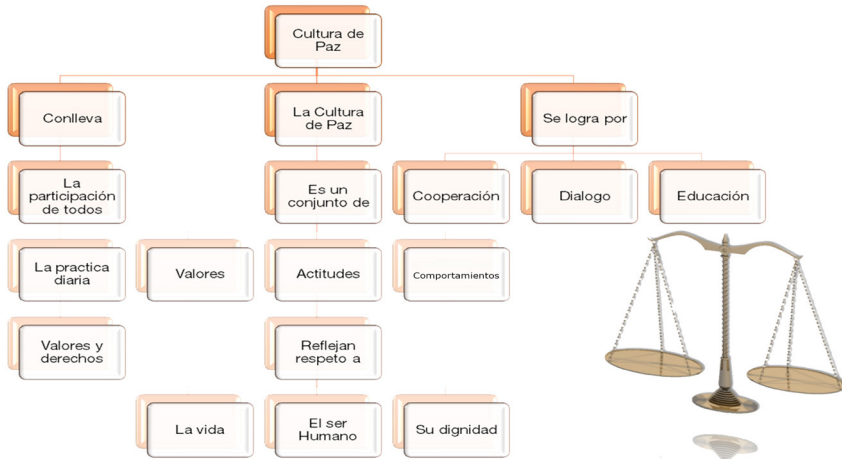 Cultura de
Paz
Conlleva
La Cultura
de Paz
Se logra por
La
participación
de todos
Es un
conjunto de
Cooperación
Dialogo
Educación
La practica
diaria
Valores
Actitudes
Comportamientos
Valores y
derechos
Reflejan
respeto a
La vida
El ser
Humano
Su dignidad